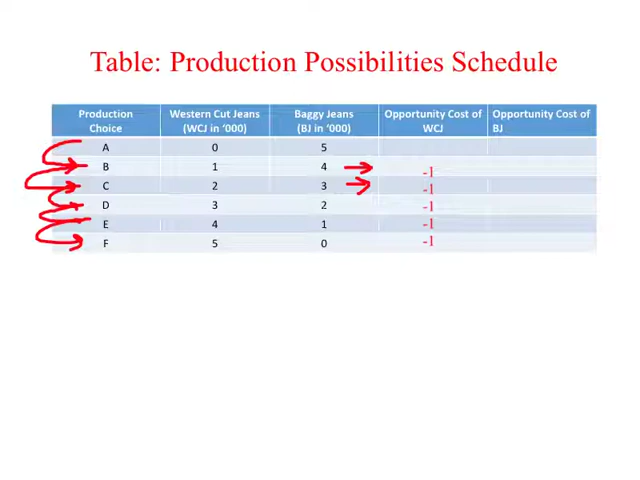 Table: Production Possibilities Schedule
Production Choice | Western Cut Jeans (WCJ in '000) | Baggy Jeans (BJ in '000) | Opportunity Cost of WCJ | Opportunity Cost of BJ
A 0 5
B 1 4 -1
C 2 3 -1
D 3 2 -1
E 4 1 -1
F 5 0 -1